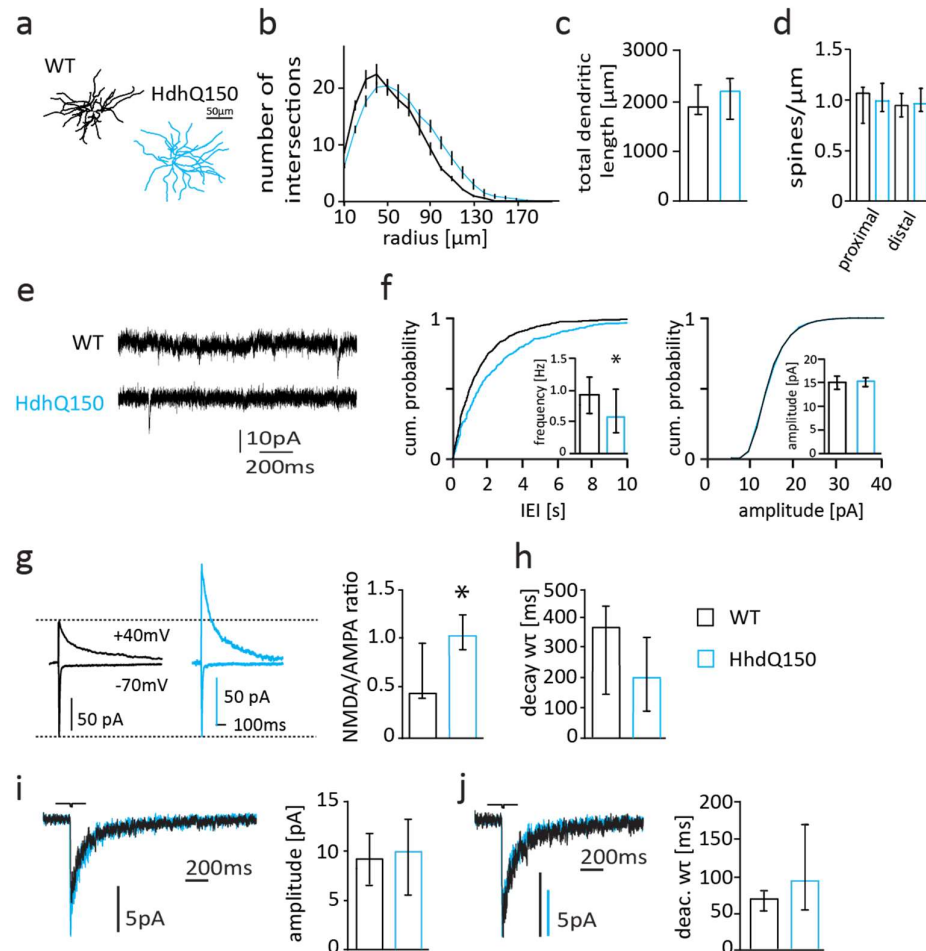 a
WT
HdhQ150
50µm
b
number of
intersections
20
10
0
10
50
90
130
170
radius [µm]
c
total dendritic
length [µm]
3000
2000
1000
0
d
spines/µm
1.5
1.0
0.5
0
proximal
distal
e
WT
HdhQ150
10pA
200ms
f
cum. probability
1
0
0
2
4
6
8
10
IEI [s]
frequency [Hz]
1.5
1.0
0.5
0
*
cum. probability
1
0
0
10
20
30
40
amplitude [pA]
amplitude [pA]
20
15
10
5
0
g
+40mV
-70mV
50 pA
50 pA
100ms
NMDA/AMPA ratio
1.5
1.0
0.5
0
*
h
decay wτ [ms]
500
400
300
200
100
0
WT
HhdQ150
i
200ms
5pA
amplitude [pA]
15
10
5
0
j
200ms
5pA
deac. wτ [ms]
200
150
100
50
0